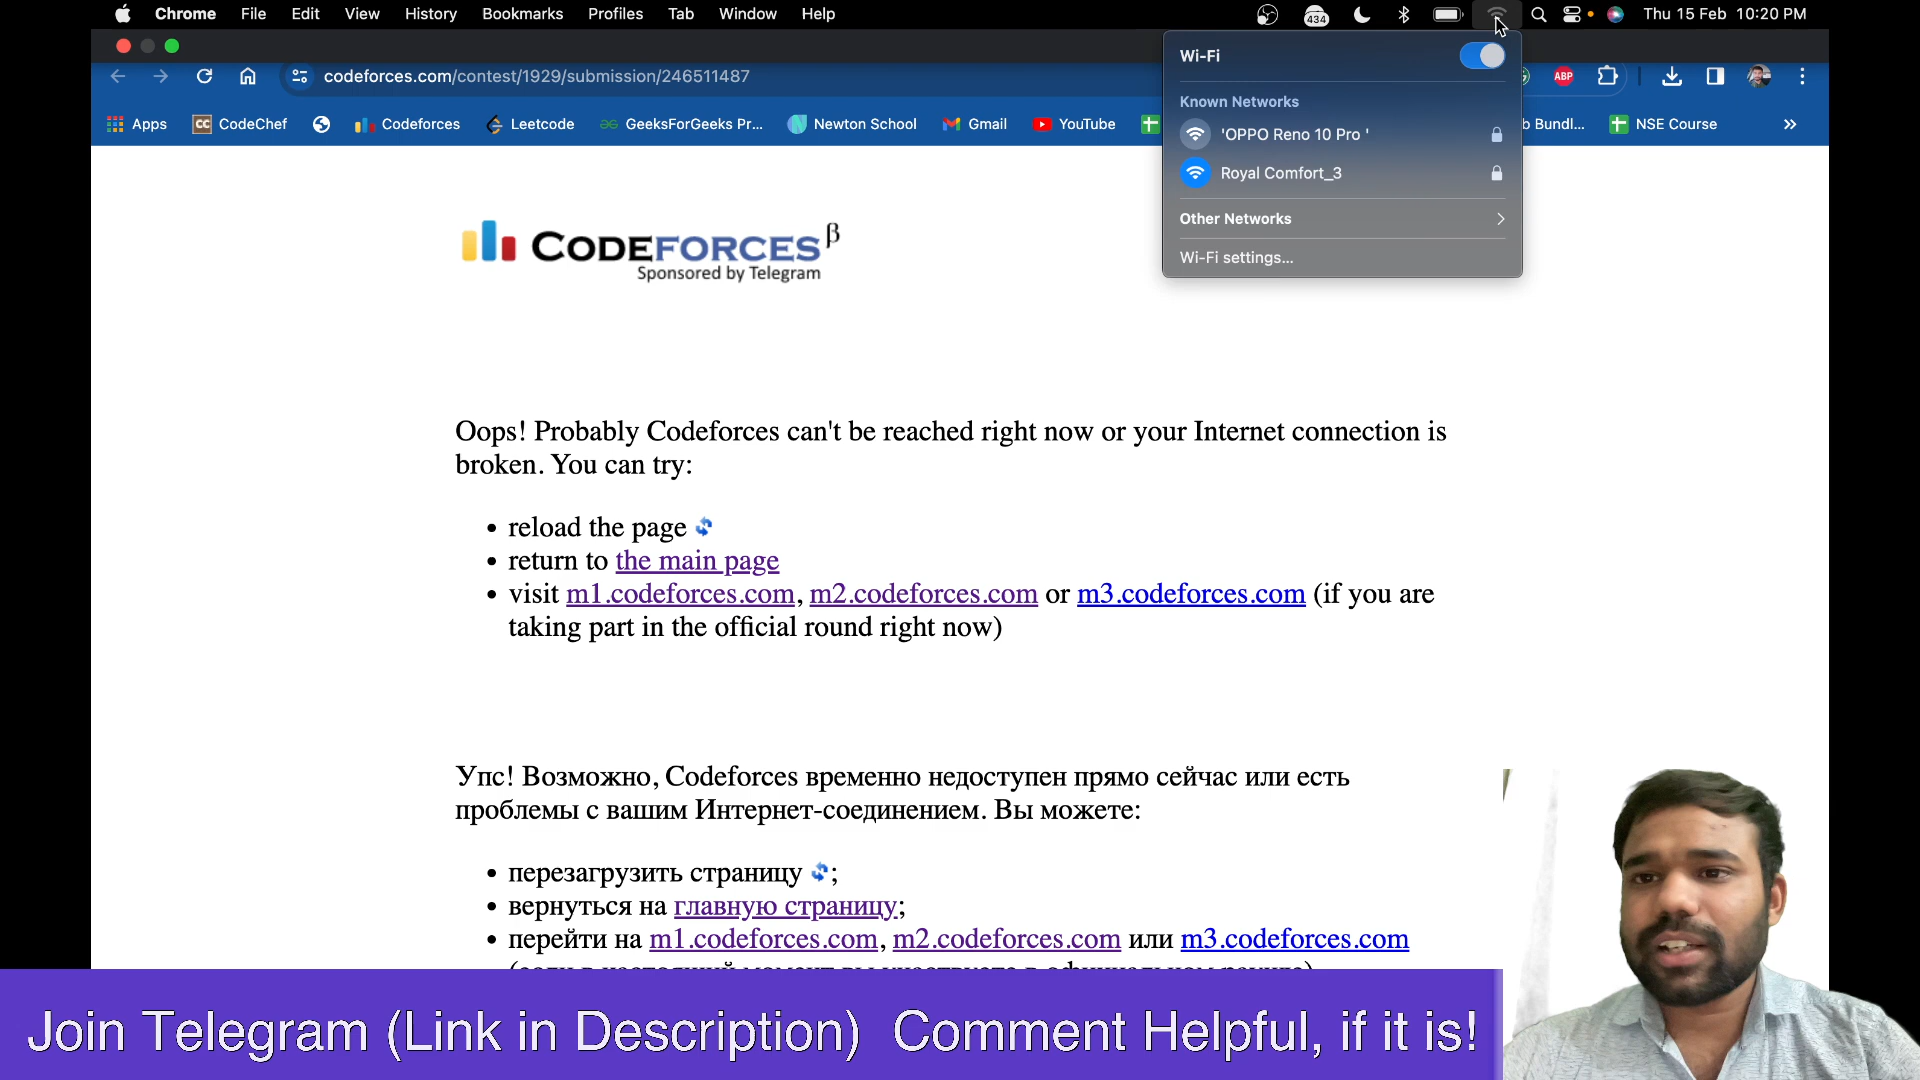 Chrome File Edit View History Bookmarks Profiles Tab Window Help 434 Thu 15 Feb 10:20 PM
codeforces.com/contest/1929/submission/246511487 ABP
Apps CC CodeChef Codeforces Leetcode GeeksForGeeks Pr... Newton School Gmail YouTube b Bundl... NSE Course »
Wi-Fi
Known Networks
'OPPO Reno 10 Pro '
Royal Comfort_3
Other Networks
Wi-Fi settings...
CODEFORCES β
Sponsored by Telegram
Oops! Probably Codeforces can't be reached right now or your Internet connection is
broken. You can try:
• reload the page
• return to the main page
• visit m1.codeforces.com, m2.codeforces.com or m3.codeforces.com (if you are
taking part in the official round right now)
Упс! Возможно, Codeforces временно недоступен прямо сейчас или есть
проблемы с вашим Интернет-соединением. Вы можете:
• перезагрузить страницу ;
• вернуться на главную страницу;
• перейти на m1.codeforces.com, m2.codeforces.com или m3.codeforces.com
Join Telegram (Link in Description) Comment Helpful, if it is!